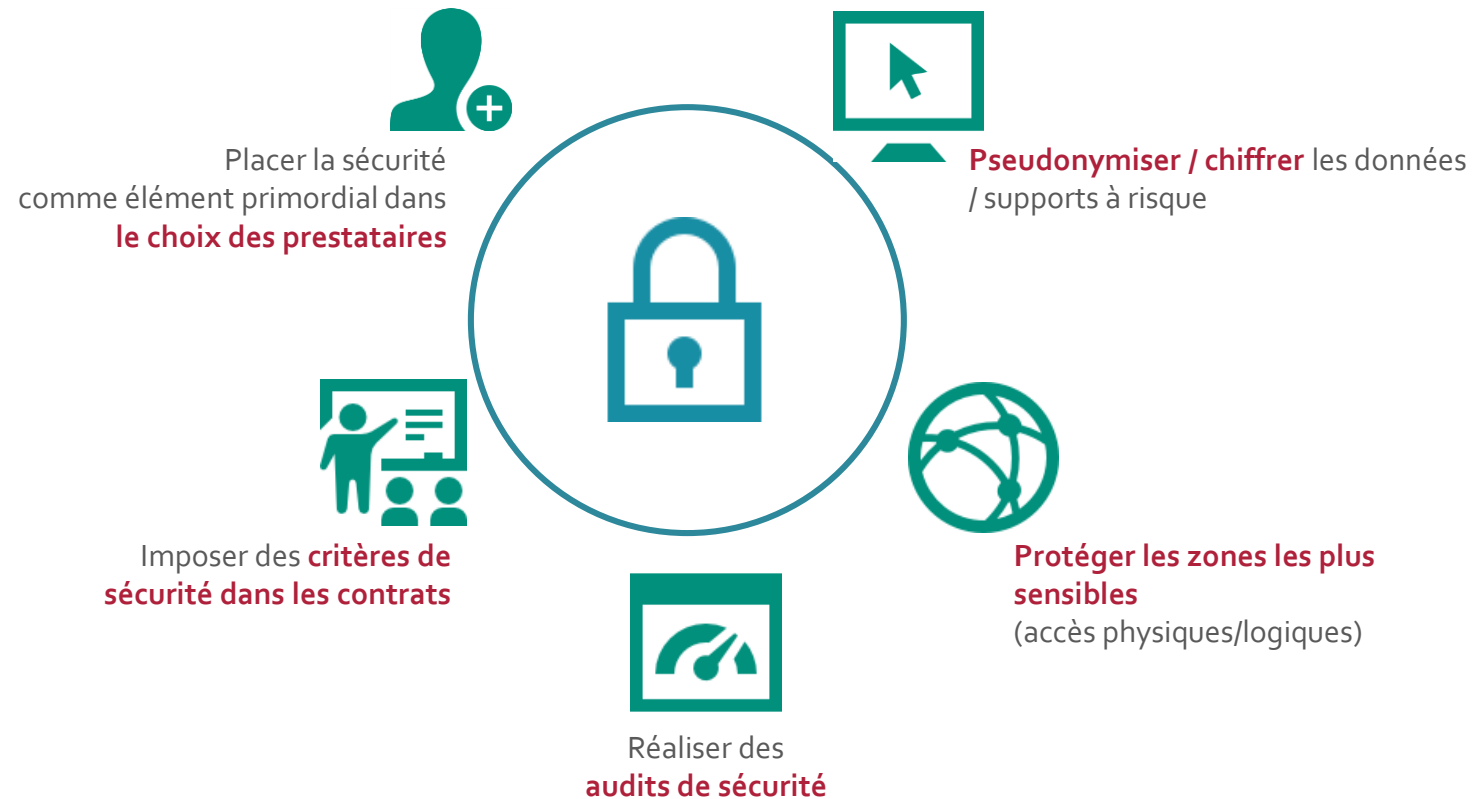 Placer la sécurité
comme élément primordial dans
le choix des prestataires
Pseudonymiser / chiffrer les données
/ supports à risque
Imposer des critères de
sécurité dans les contrats
Protéger les zones les plus
sensibles
(accès physiques/logiques)
Réaliser des
audits de sécurité